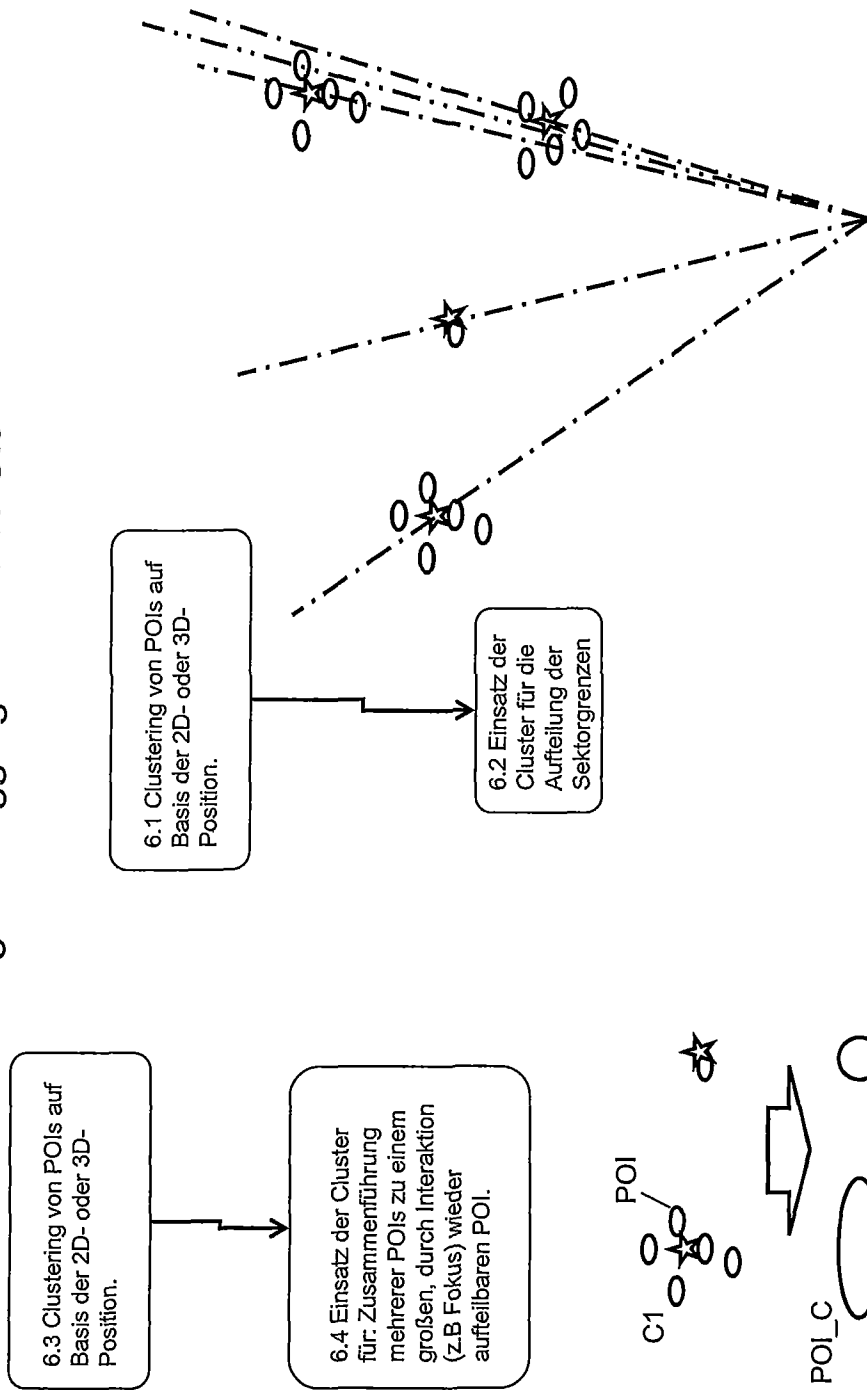 6.3 Clustering von POIs auf
Basis der 2D- oder 3D-
Position.
6.4 Einsatz der Cluster
für: Zusammenführung
mehrerer POIs zu einem
großen, durch Interaktion
(z.B Fokus) wieder
aufteilbaren POI.
C1
POI
POI_C
6.1 Clustering von POIs auf
Basis der 2D- oder 3D-
Position.
6.2 Einsatz der
Cluster für die
Aufteilung der
Sektorgrenzen